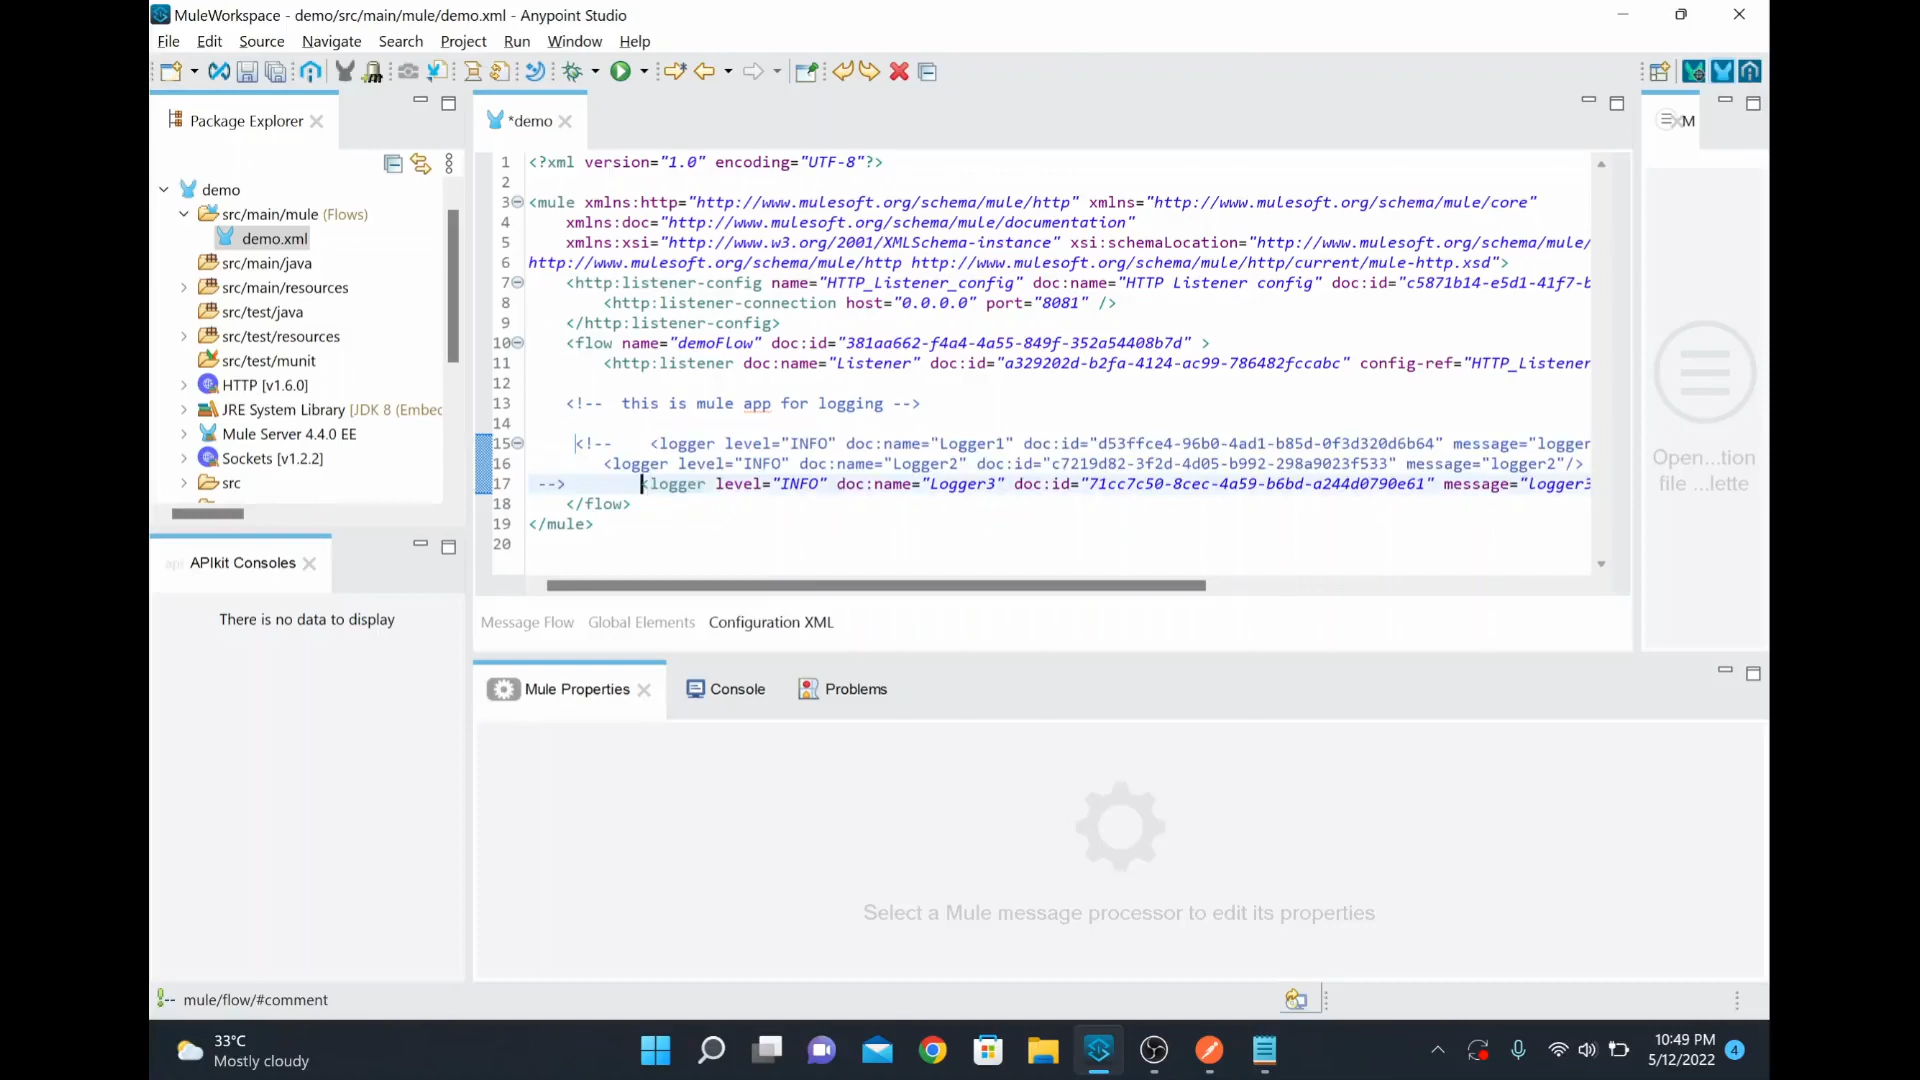 MuleWorkspace - demo/src/main/mule/demo.xml - Anypoint Studio
File Edit Source Navigate Search Project Run Window Help
Package Explorer
demo
src/main/mule (Flows)
demo.xml
src/main/java
src/main/resources
src/test/java
src/test/resources
src/test/munit
HTTP [v1.6.0]
JRE System Library [JDK 8 (Embec
Mule Server 4.4.0 EE
Sockets [v1.2.2]
src
*demo
1 <?xml version="1.0" encoding="UTF-8"?>
2
3 <mule xmlns:http="http://www.mulesoft.org/schema/mule/http" xmlns="http://www.mulesoft.org/schema/mule/core"
4 xmlns:doc="http://www.mulesoft.org/schema/mule/documentation"
5 xmlns:xsi="http://www.w3.org/2001/XMLSchema-instance" xsi:schemaLocation="http://www.mulesoft.org/schema/mule/
6 http://www.mulesoft.org/schema/mule/http http://www.mulesoft.org/schema/mule/http/current/mule-http.xsd">
7 <http:listener-config name="HTTP_Listener_config" doc:name="HTTP Listener config" doc:id="c5871b14-e5d1-41f7-b
8 <http:listener-connection host="0.0.0.0" port="8081" />
9 </http:listener-config>
10 <flow name="demoFlow" doc:id="381aa662-f4a4-4a55-849f-352a54408b7d" >
11 <http:listener doc:name="Listener" doc:id="a329202d-b2fa-4124-ac99-786482fccabc" config-ref="HTTP_Listener
12
13 <!-- this is mule app for logging -->
14
15 <!-- <logger level="INFO" doc:name="Logger1" doc:id="d53ffce4-96b0-4ad1-b85d-0f3d320d6b64" message="logger
16 <logger level="INFO" doc:name="Logger2" doc:id="c7219d82-3f2d-4d05-b992-298a9023f533" message="logger2"/>
17 --> <logger level="INFO" doc:name="Logger3" doc:id="71cc7c50-8cec-4a59-b6bd-a244d0790e61" message="logger3
18 </flow>
19 </mule>
20
Message Flow Global Elements Configuration XML
M
Open...tion
file ...lette
APIkit Consoles
There is no data to display
Mule Properties Console Problems
Select a Mule message processor to edit its properties
mule/flow/#comment
33°C
Mostly cloudy
10:49 PM
5/12/2022
4